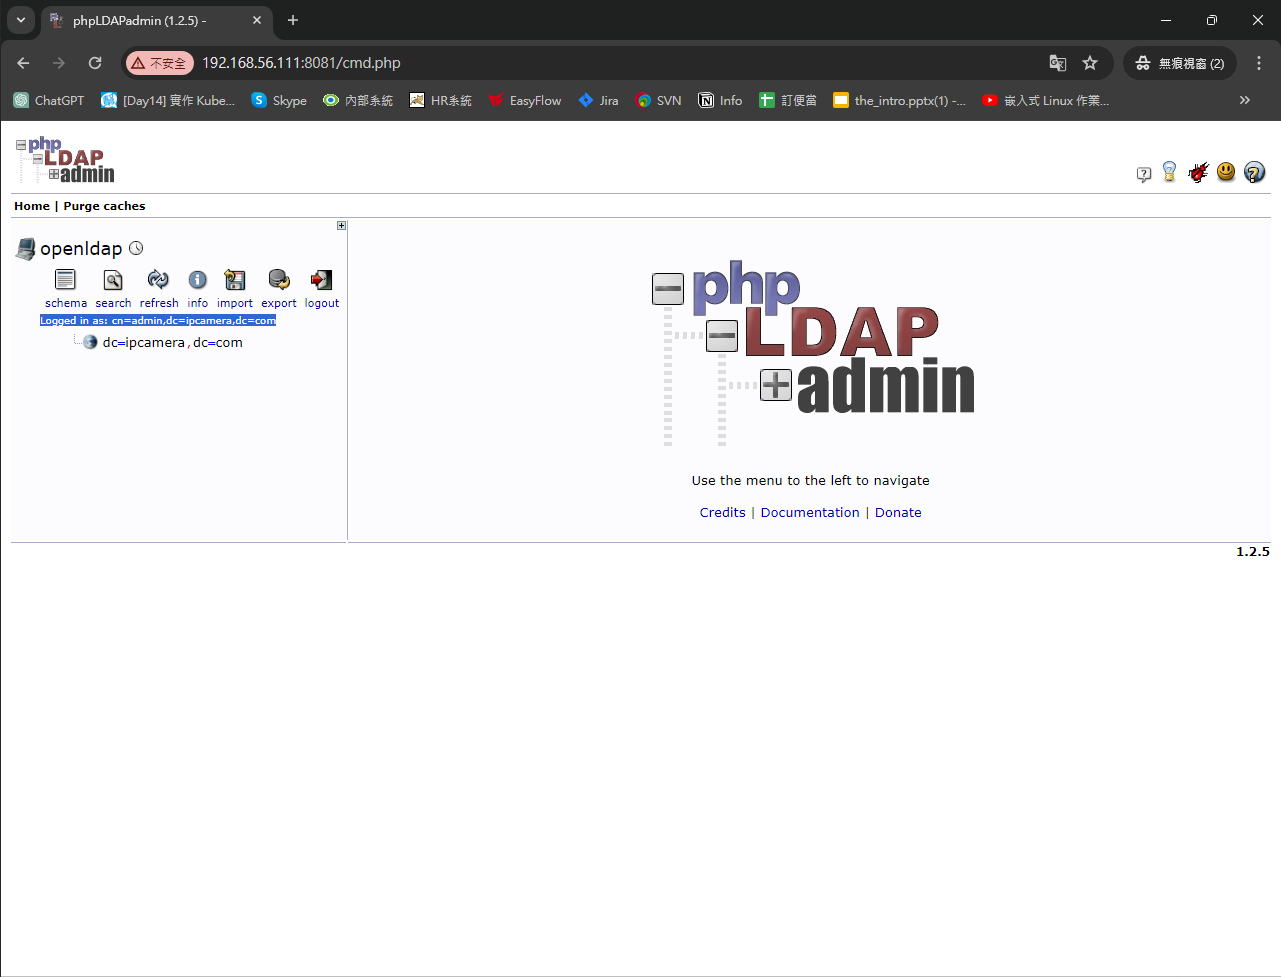 phpLDAPadmin (1.2.5) -
不安全
192.168.56.111:8081/cmd.php
無痕視窗 (2)
ChatGPT
[Day14] 實作 Kube...
Skype
內部系統
HR系統
EasyFlow
Jira
SVN
Info
訂便當
the_intro.pptx(1) -...
嵌入式 Linux 作業...
php
LDAP
admin
Home | Purge caches
openldap
schema search refresh info import export logout
Logged in as: cn=admin,dc=ipcamera,dc=com
dc=ipcamera,dc=com
php
LDAP
admin
Use the menu to the left to navigate
Credits | Documentation | Donate
1.2.5